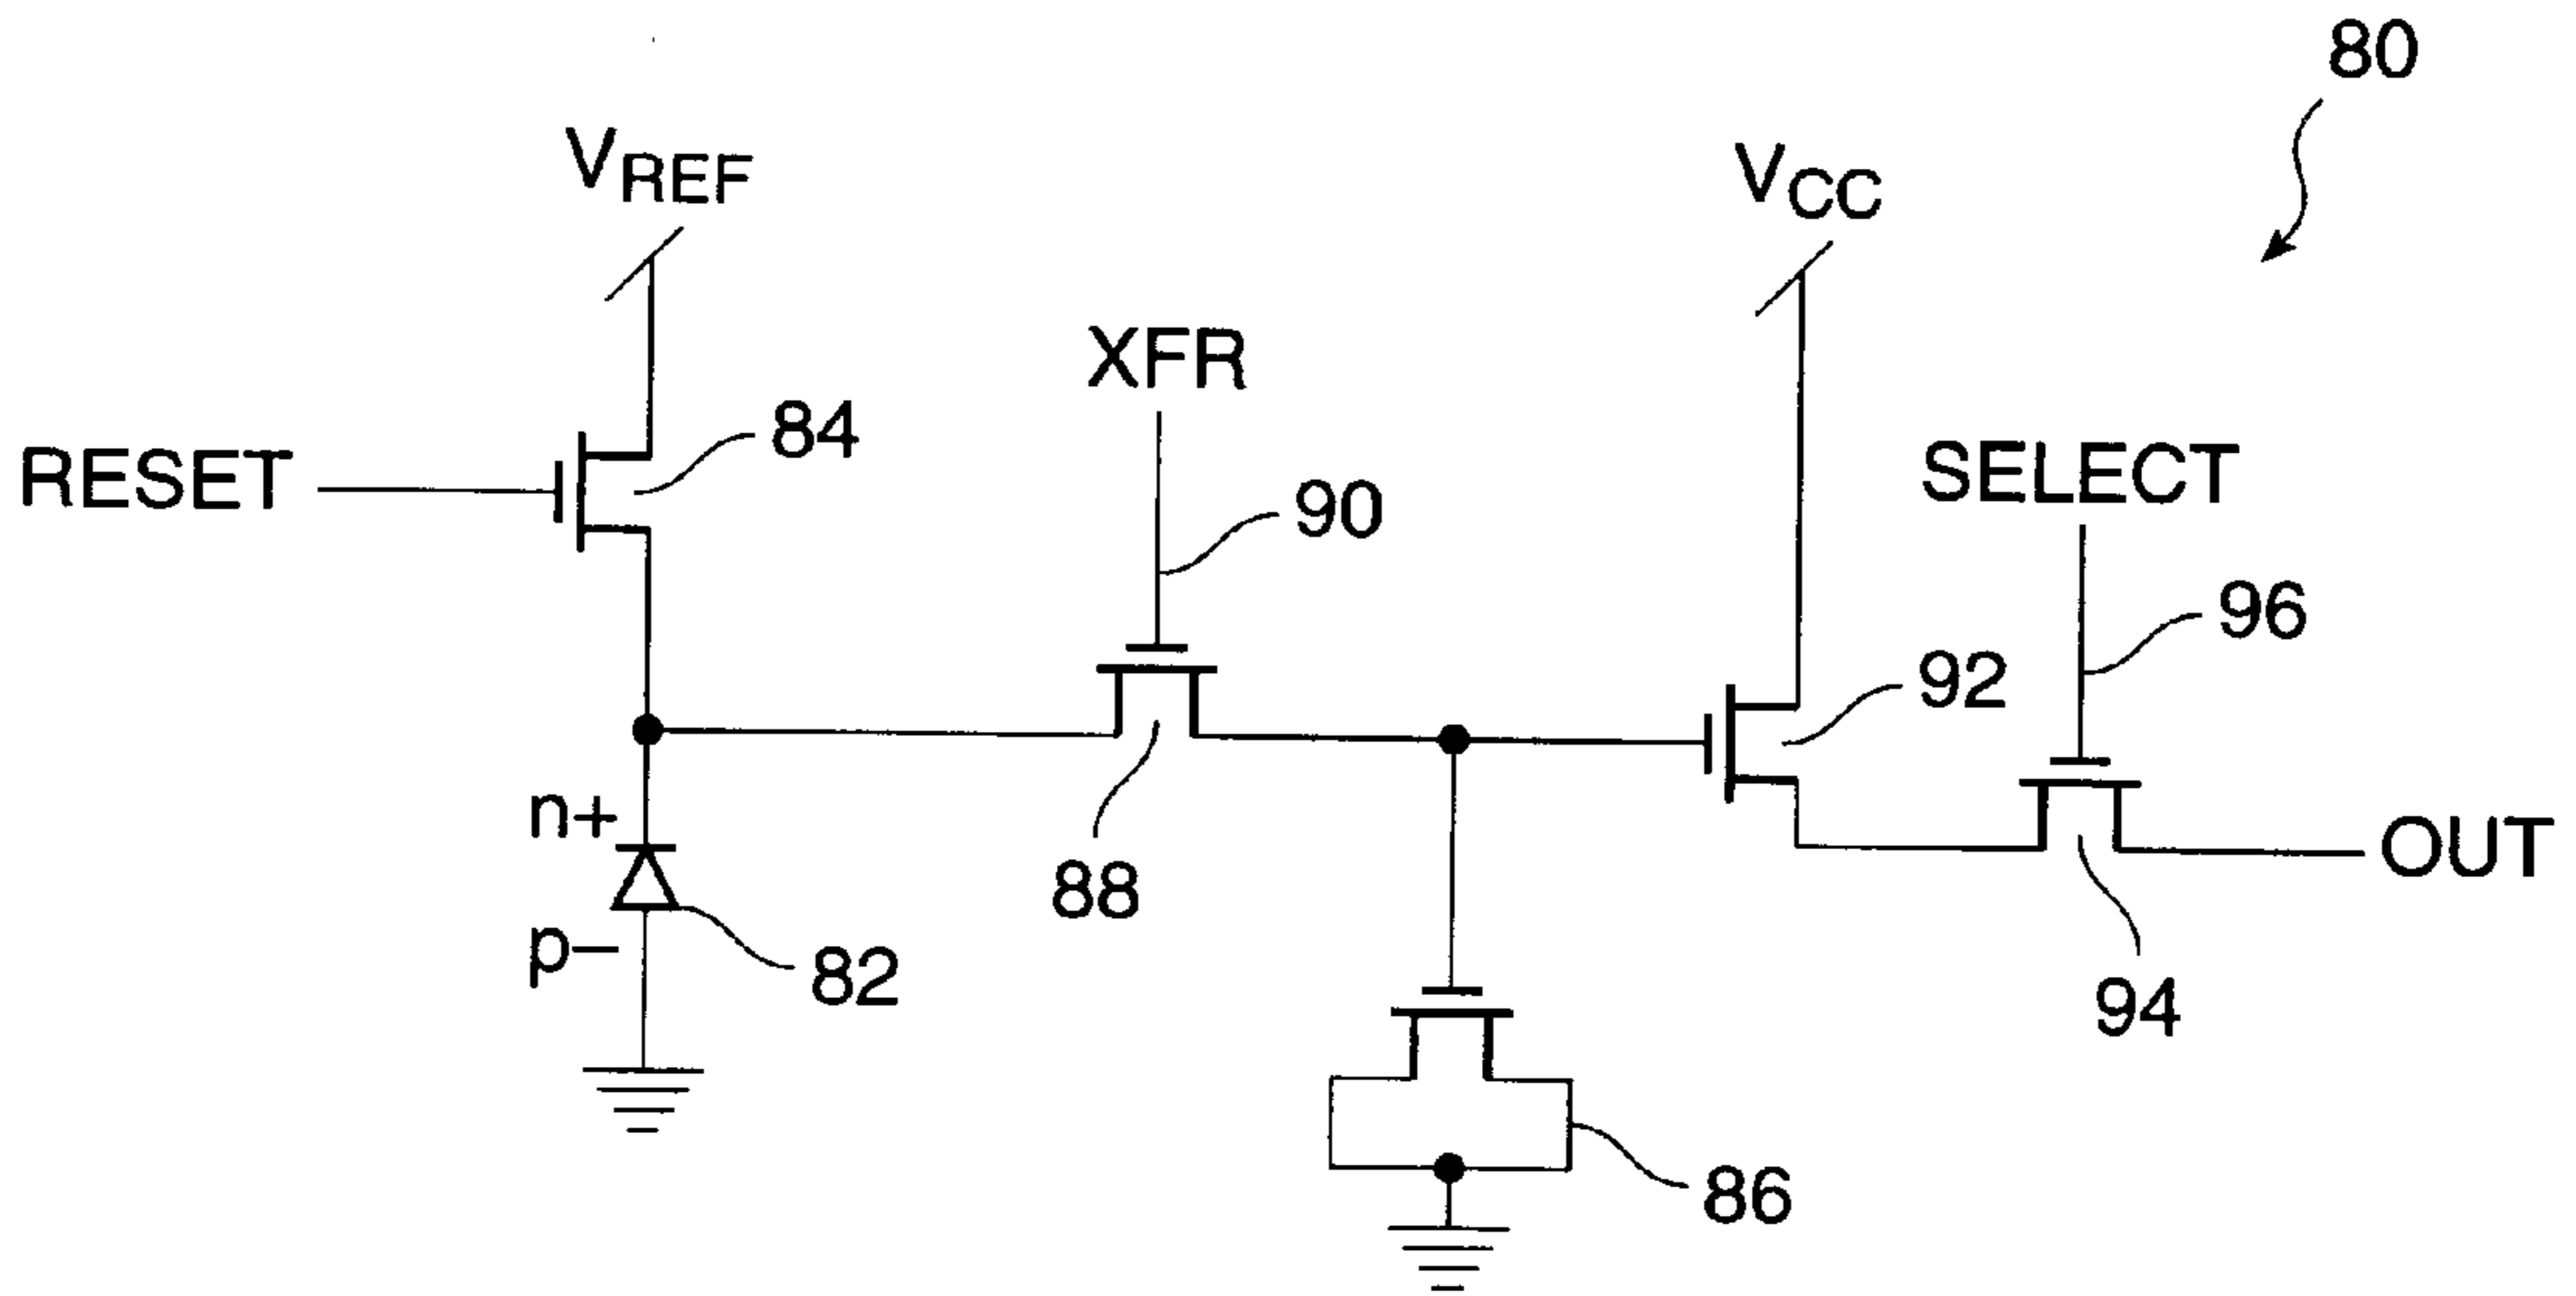 80
VREF
VCC
XFR
84
RESET
SELECT
90
96
92
n+
OUT
88
p−
82
94
86